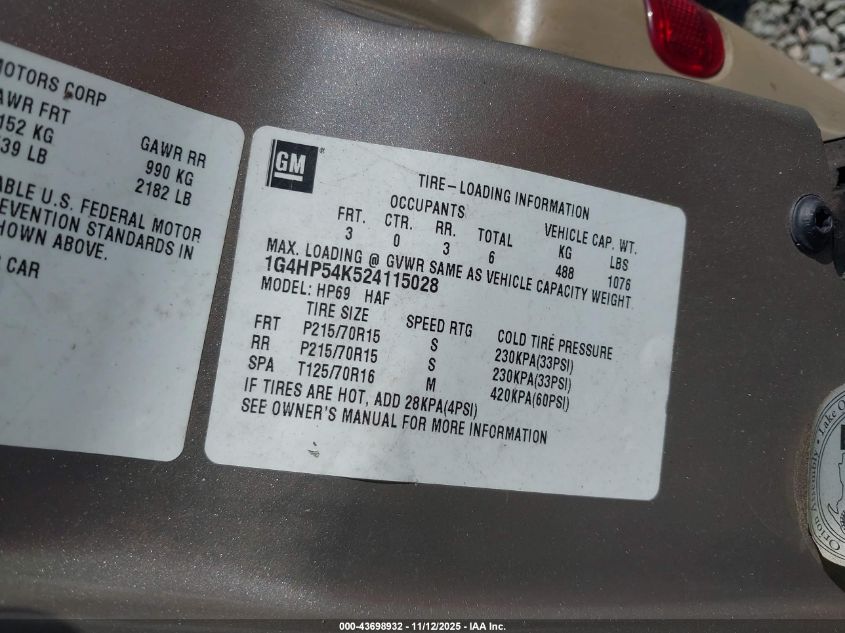 MOTORS CORP
GAWR RR
990 KG
2182 LB
AWR FRT
152 KG
39 LB
ABLE U.S. FEDERAL MOTOR
EVENTION STANDARDS IN
HOWN ABOVE.
CAR
GM
TIRE-LOADING INFORMATION
OCCUPANTS VEHICLE CAP. WT.
FRT. CTR. RR. TOTAL KG LBS
3 0 3 6 488 1076
MAX. LOADING @ GVWR SAME AS VEHICLE CAPACITY WEIGHT.
1G4HP54K524115028
MODEL: HP69 HAF
TIRE SIZE SPEED RTG COLD TIRE PRESSURE
FRT P215/70R15 S 230KPA(33PSI)
RR P215/70R15 S 230KPA(33PSI)
SPA T125/70R16 M 420KPA(60PSI)
IF TIRES ARE HOT, ADD 28KPA(4PSI)
SEE OWNER'S MANUAL FOR MORE INFORMATION
Orion Assembly • Lake O
000-43698932 - 11/12/2025 - IAA Inc.